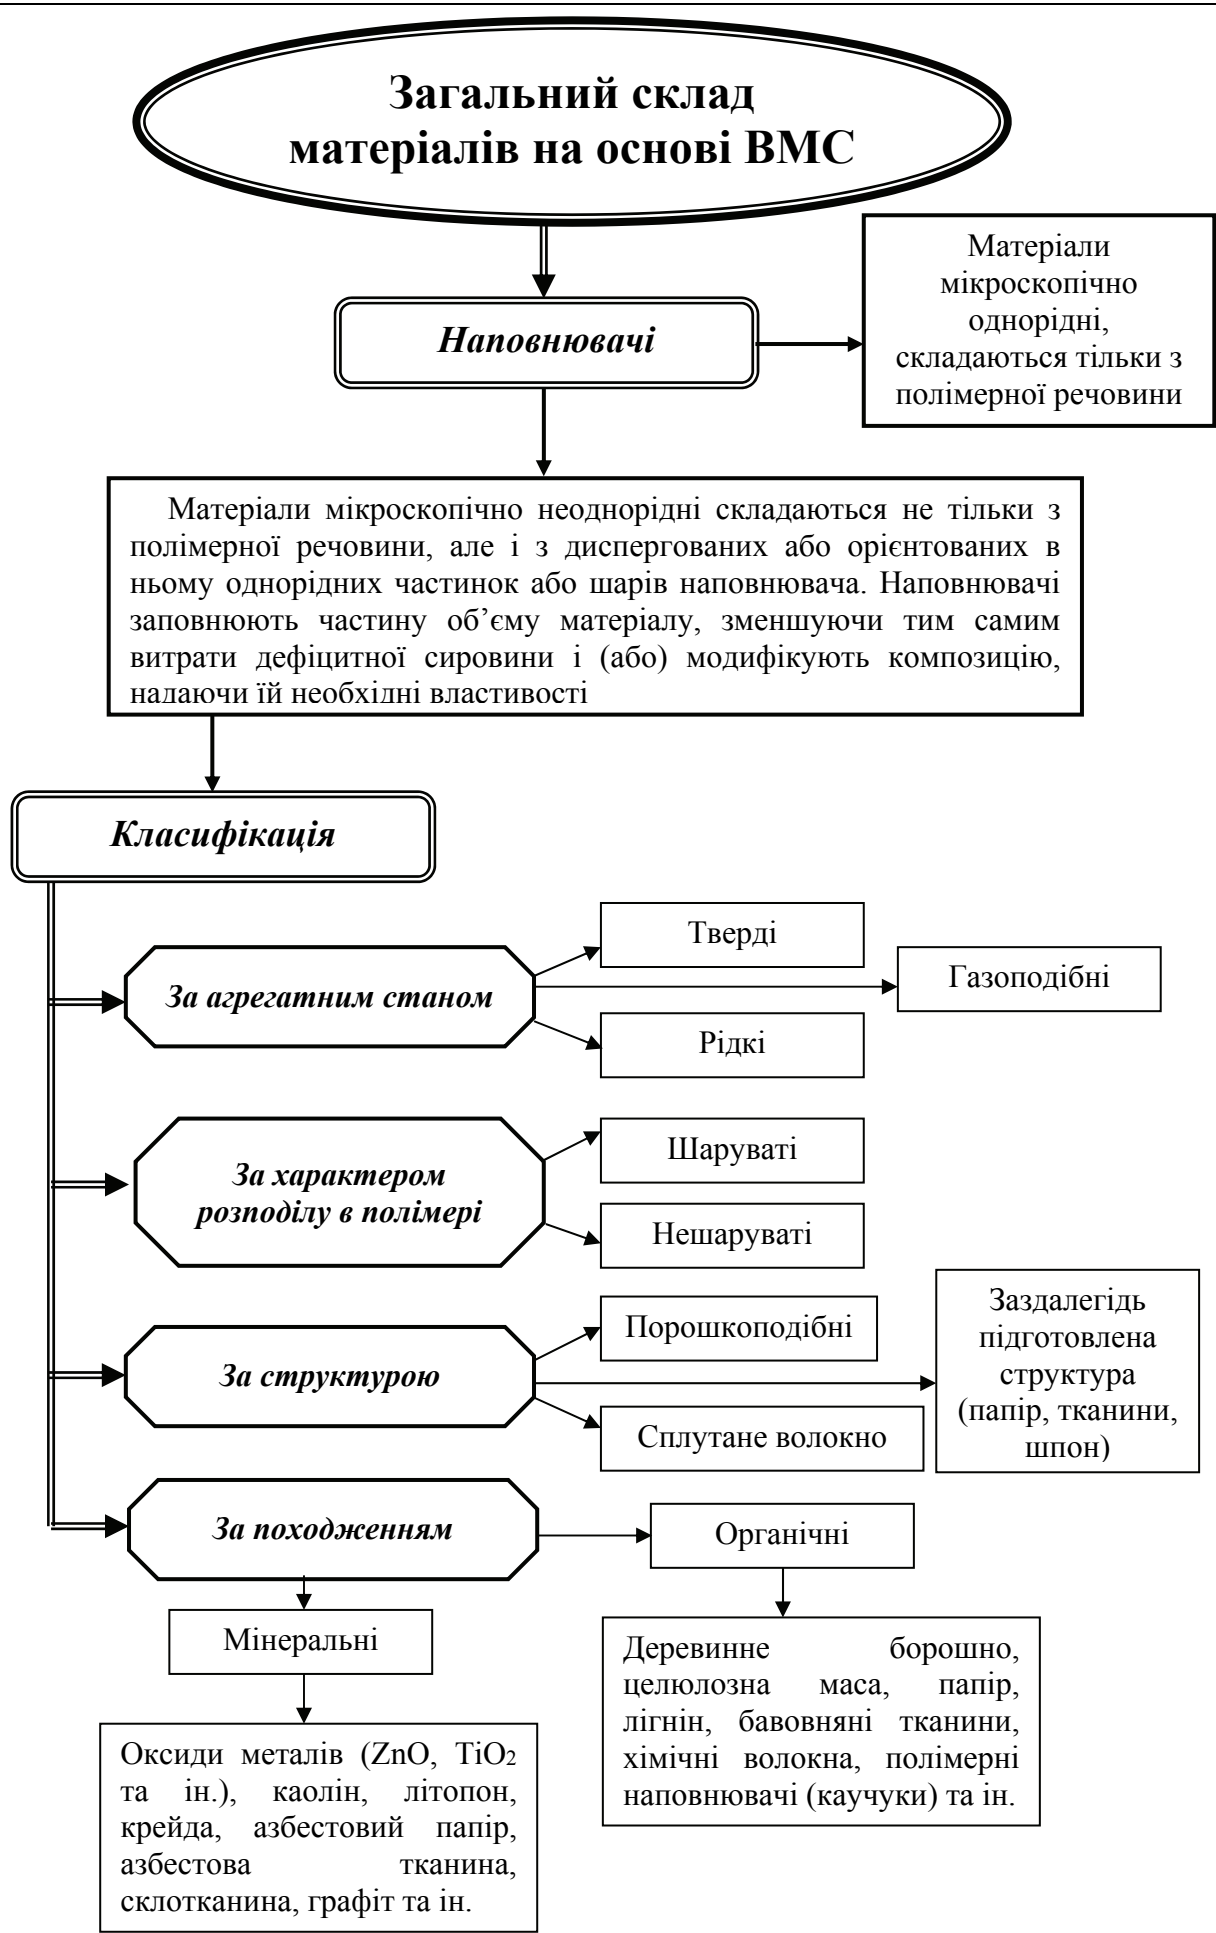 Загальний склад
матеріалів на основі ВМС
Наповнювачі
Матеріали
мікроскопічно
однорідні,
складаються тільки з
полімерної речовини
Матеріали мікроскопічно неоднорідні складаються не тільки з
полімерної речовини, але і з диспергованих або орієнтованих в
ньому однорідних частинок або шарів наповнювача. Наповнювачі
заповнюють частину об’єму матеріалу, зменшуючи тим самим
витрати дефіцитної сировини і (або) модифікують композицію,
надаючи їй необхідні властивості
Класифікація
За агрегатним станом
Тверді
Газоподібні
Рідкі
За характером
розподілу в полімері
Шаруваті
Нешаруваті
За структурою
Порошкоподібні
Заздалегідь
підготовлена
структура
(папір, тканини,
шпон)
Сплутане волокно
За походженням
Органічні
Мінеральні
Деревинне борошно,
целюлозна маса, папір,
лігнін, бавовняні тканини,
хімічні волокна, полімерні
наповнювачі (каучуки) та ін.
Оксиди металів (ZnO, TiO2
та ін.), каолін, літопон,
крейда, азбестовий папір,
азбестова тканина,
склотканина, графіт та ін.